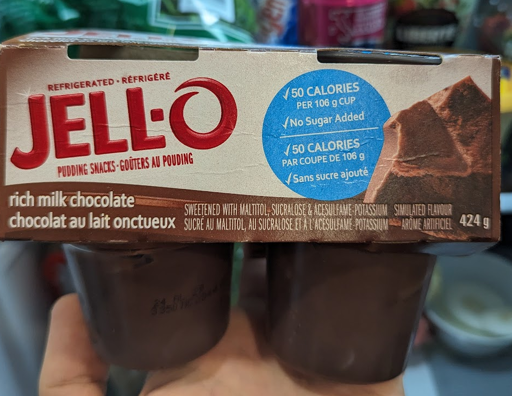 REFRIGERATED • RÉFRIGÉRÉ
JELL-O
PUDDING SNACKS • GOÛTERS AU POUDING
rich milk chocolate
chocolat au lait onctueux
√50 CALORIES
PER 106 g CUP
√No Sugar Added
√50 CALORIES
PAR COUPE DE 106 g
√Sans sucre ajouté
SWEETENED WITH MALTITOL, SUCRALOSE & ACESULFAME-POTASSIUM
SUCRÉ AU MALTITOL, AU SUCRALOSE ET À L'ACÉSULFAME-POTASSIUM
SIMULATED FLAVOUR
ARÔME ARTIFICIEL
424 g